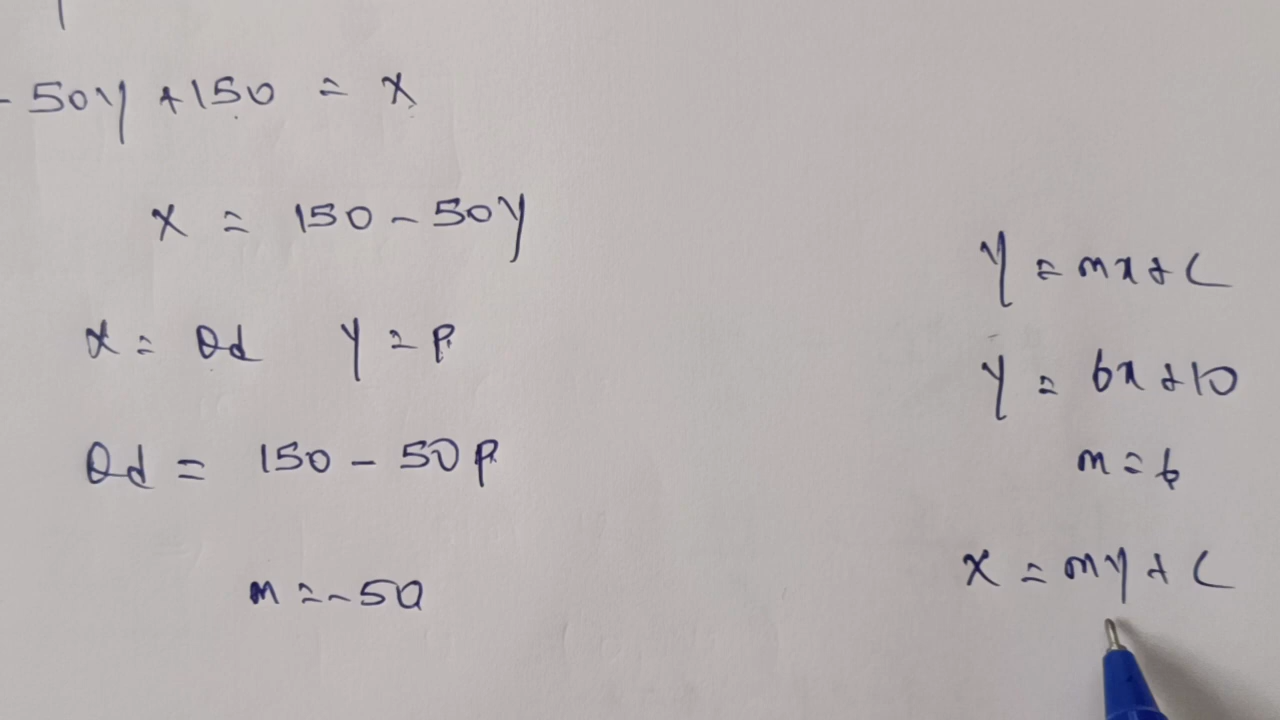 - 50y + 150 = x
x = 150 - 50y
x = Qd y = P
Qd = 150 - 50P
m = -50
y = mx + c
y = 6x + 10
m = 6
x = my + c